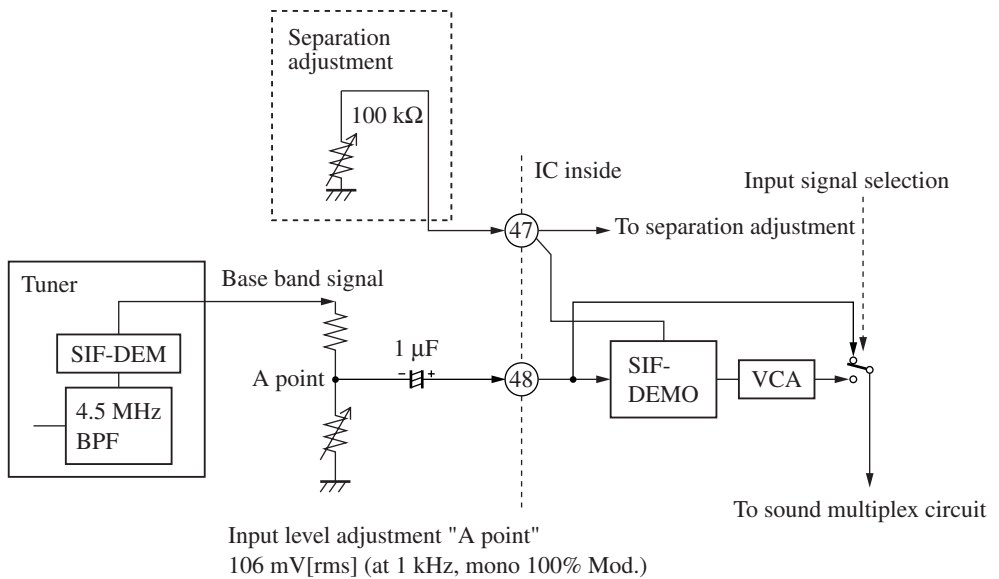 Separation
adjustment
100 kΩ
IC inside
Input signal selection
47
To separation adjustment
Tuner
Base band signal
SIF-DEM
1 μF
- +
A point
48
SIF-
DEMO
VCA
4.5 MHz
BPF
To sound multiplex circuit
Input level adjustment "A point"
106 mV[rms] (at 1 kHz, mono 100% Mod.)